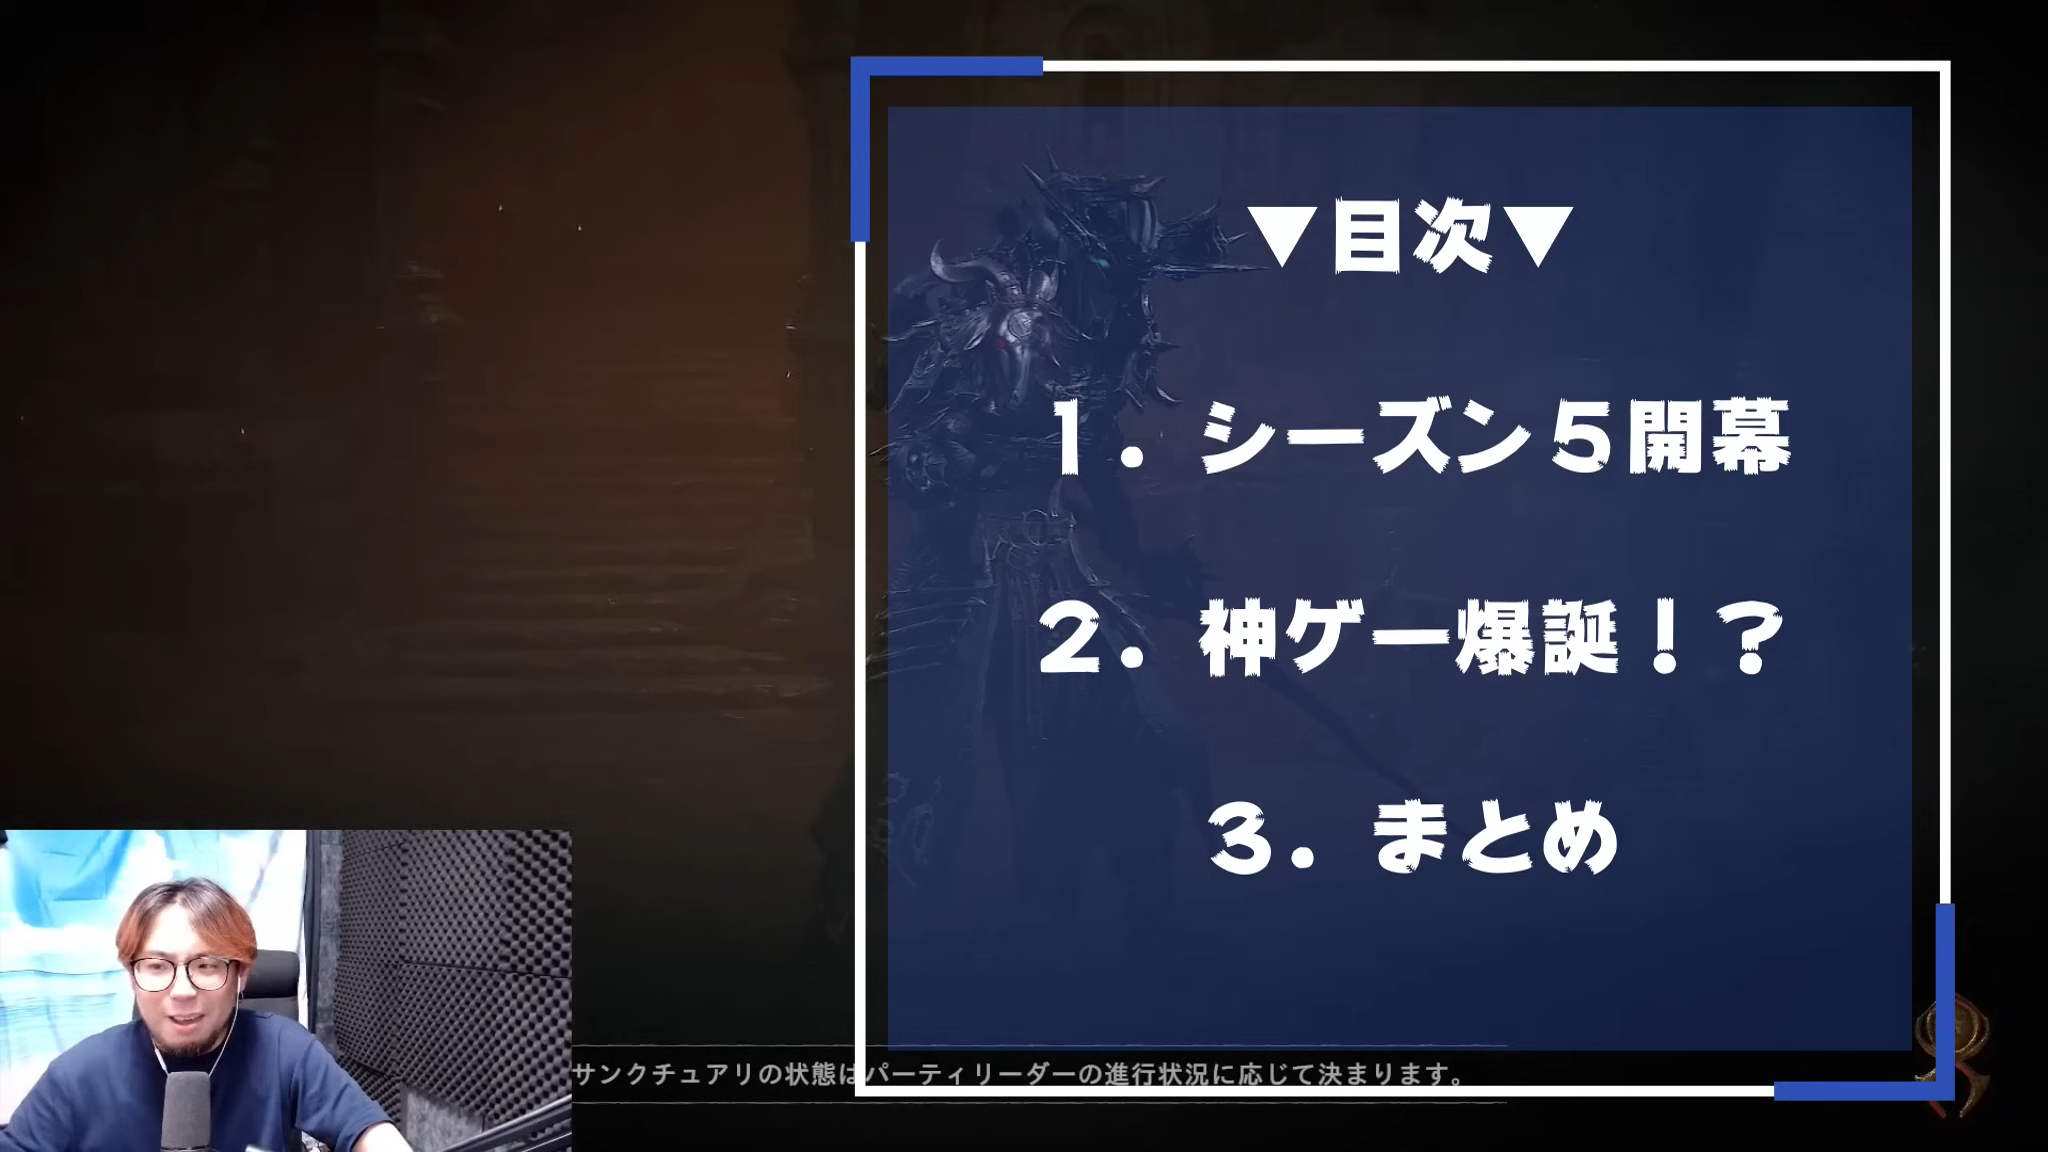 ▼目次▼
1．シーズン5開幕
2．神ゲー爆誕！？
3．まとめ
サンクチュアリの状態はパーティリーダーの進行状況に応じて決まります。